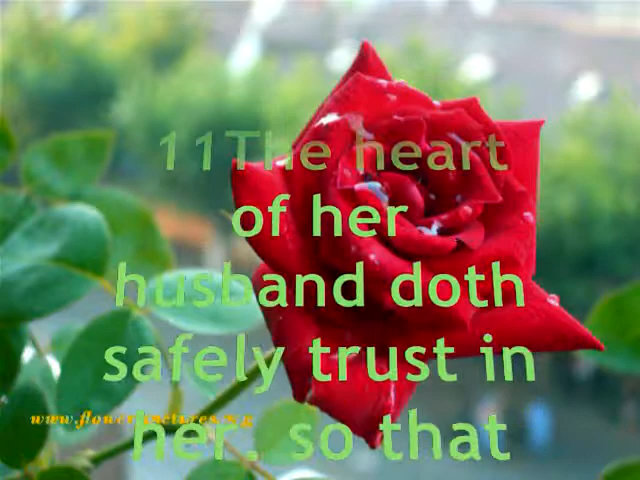 11The heart
of her
husband doth
safely trust in
her. so that